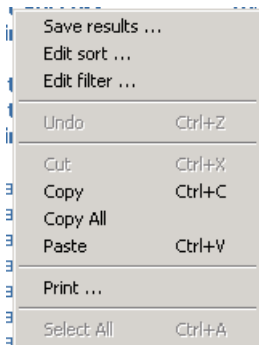 Save results ...
Edit sort ...
Edit filter ...
Undo Ctrl+Z
Cut Ctrl+X
Copy Ctrl+C
Copy All
Paste Ctrl+V
Print ...
Select All Ctrl+A